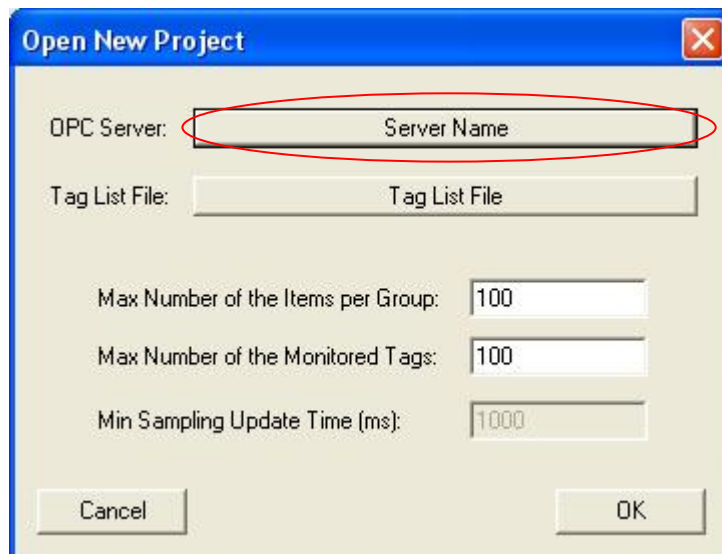 Open New Project
OPC Server: Server Name
Tag List File: Tag List File
Max Number of the Items per Group: 100
Max Number of the Monitored Tags: 100
Min Sampling Update Time (ms): 1000
Cancel OK